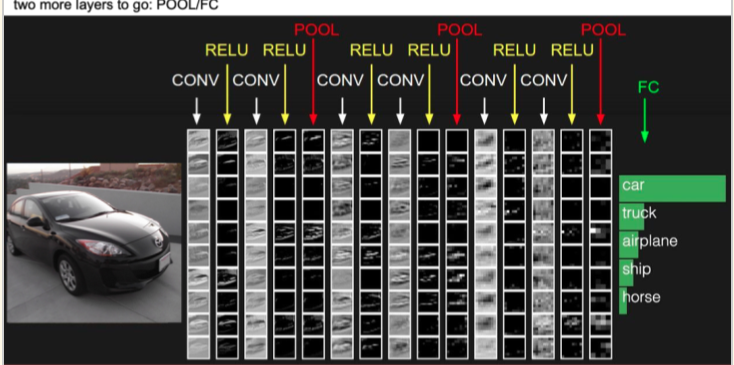 two more layers to go: POOL/FC
POOL POOL POOL
RELU RELU RELU RELU RELU RELU
CONV CONV CONV CONV CONV CONV
FC
car
truck
airplane
ship
horse